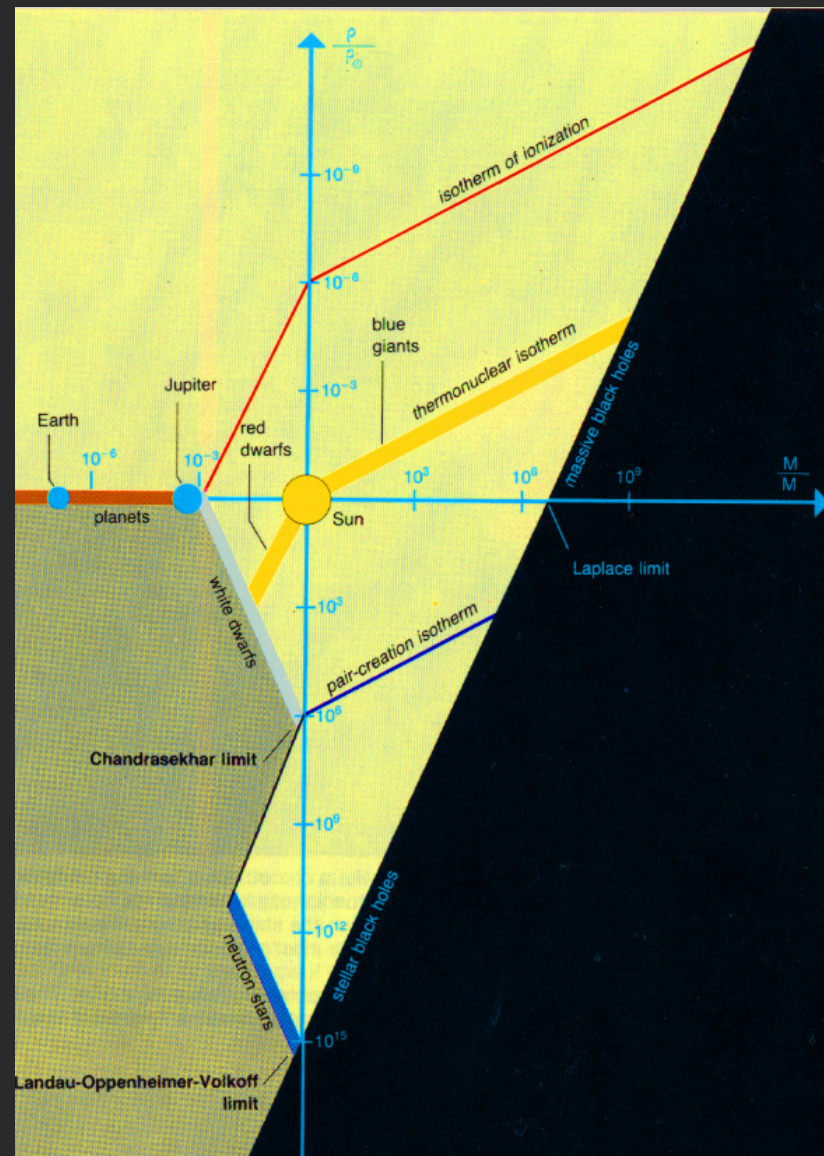 ρ
ρ⊙
isotherm of ionization
10⁻⁹
10⁻⁶
blue
giants
thermonuclear isotherm
10⁻³
Jupiter
massive black holes
Earth
red
dwarfs
10⁻⁶
10⁻³
10³
10⁶
10⁹
M
M
planets
Sun
Laplace limit
white dwarfs
10³
pair-creation isotherm
10⁶
Chandrasekhar limit
10⁹
stellar black holes
10¹²
neutron stars
10¹⁵
Landau-Oppenheimer-Volkoff
limit